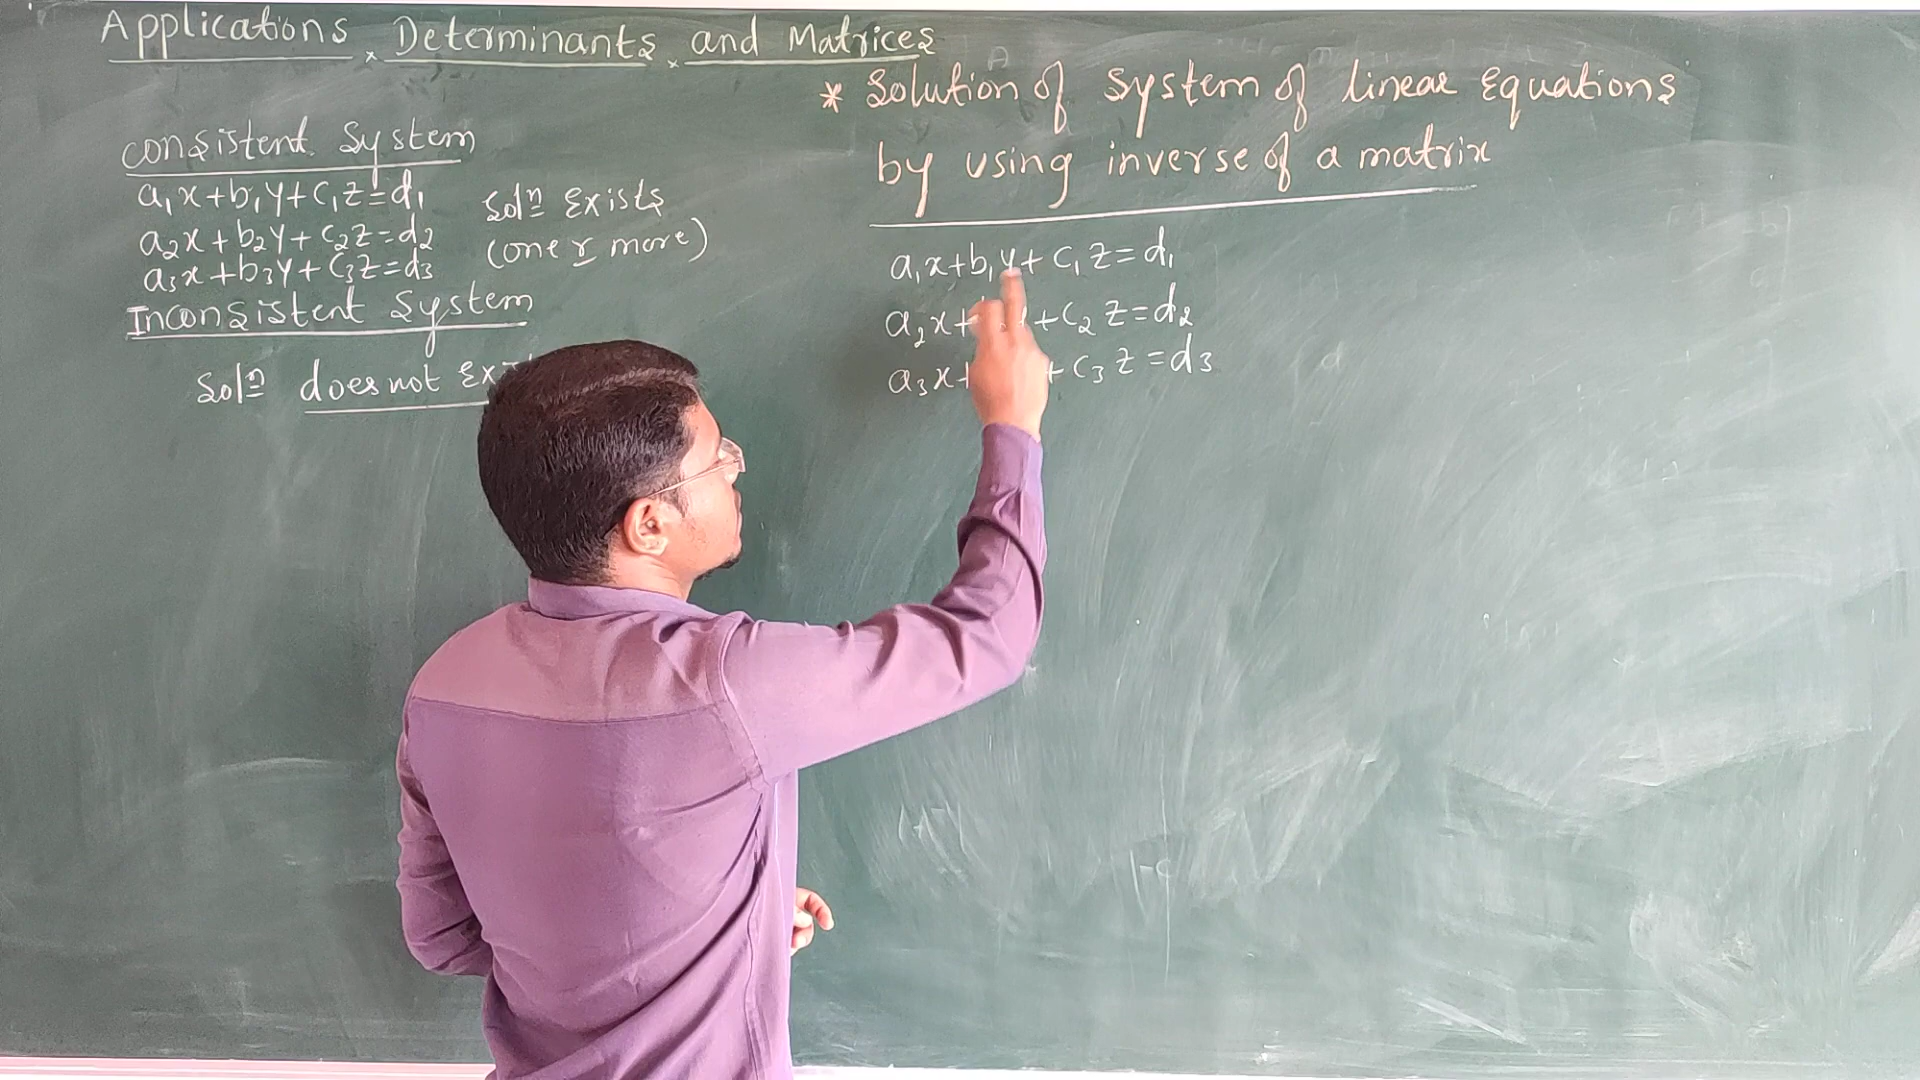 Applications Determinants and Matrices
consistent System
a₁x+b₁y+c₁z=d₁
a₂x+b₂y+c₂z=d₂
a₃x+b₃y+c₃z=d₃
Solⁿ Exists
(one r more)
Inconsistent System
Solⁿ does not
* Solution of System of linear Equations
by using inverse of a matrix
a₁x+b₁y+c₁z=d₁
a₂x+ +c₂z=d₂
a₃x+ +c₃z=d₃